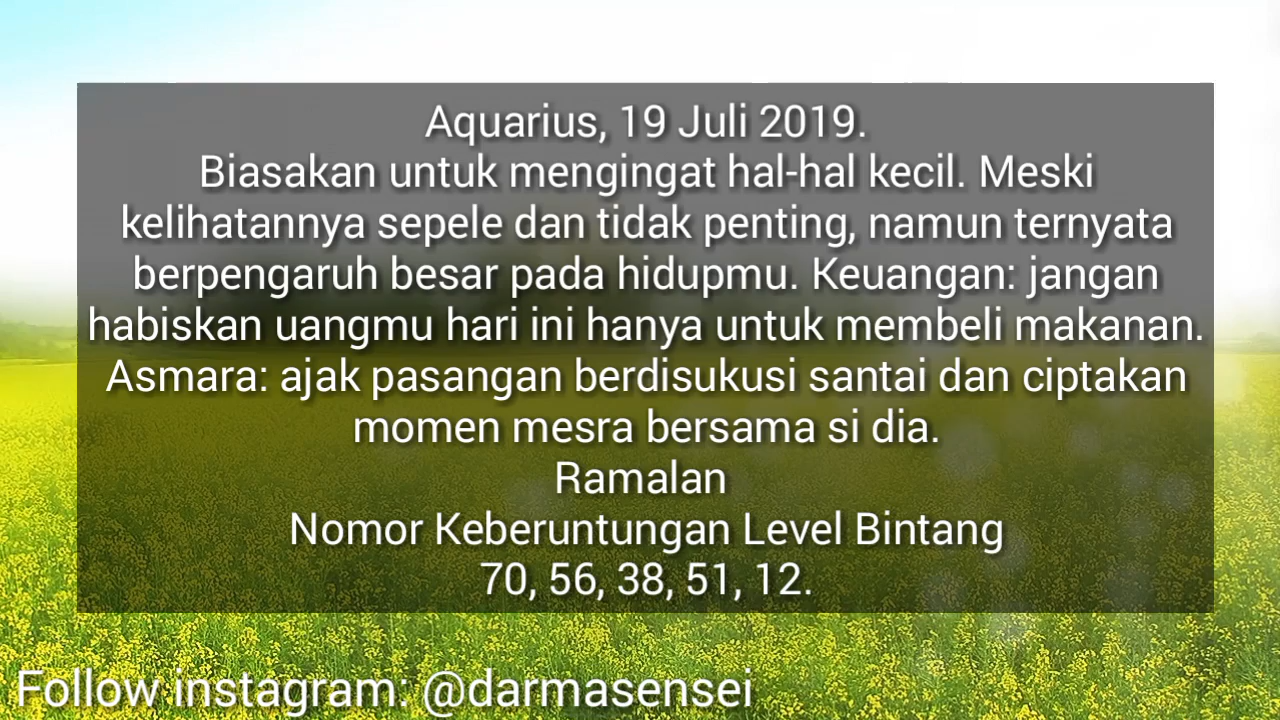 Aquarius, 19 Juli 2019.
Biasakan untuk mengingat hal-hal kecil. Meski
kelihatannya sepele dan tidak penting, namun ternyata
berpengaruh besar pada hidupmu. Keuangan: jangan
habiskan uangmu hari ini hanya untuk membeli makanan.
Asmara: ajak pasangan berdisukusi santai dan ciptakan
momen mesra bersama si dia.
Ramalan
Nomor Keberuntungan Level Bintang
70, 56, 38, 51, 12.
Follow instagram: @darmasensei